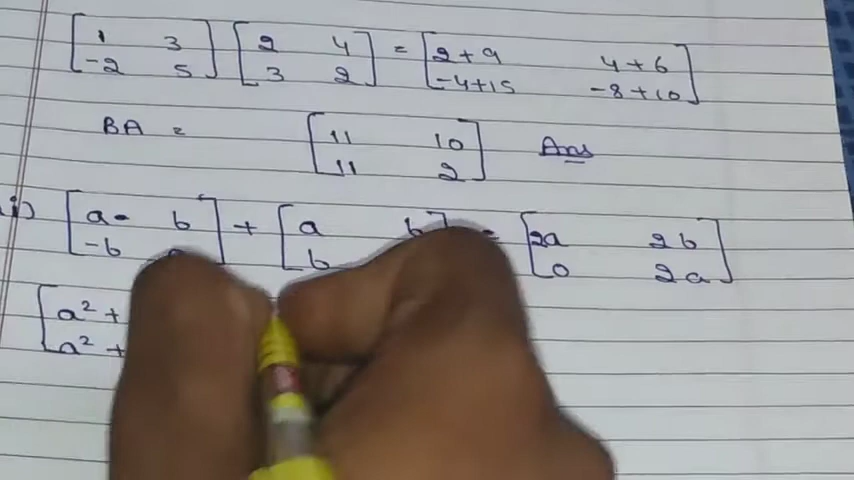 [1 3 -2 5] [2 4 3 2] = [2+9 4+6 -4+15 -8+10]
BA = [11 10 11 2] Ans
i) [a b -b] + [a b b] = [2a 2b 0 2a]
[a² + a² +